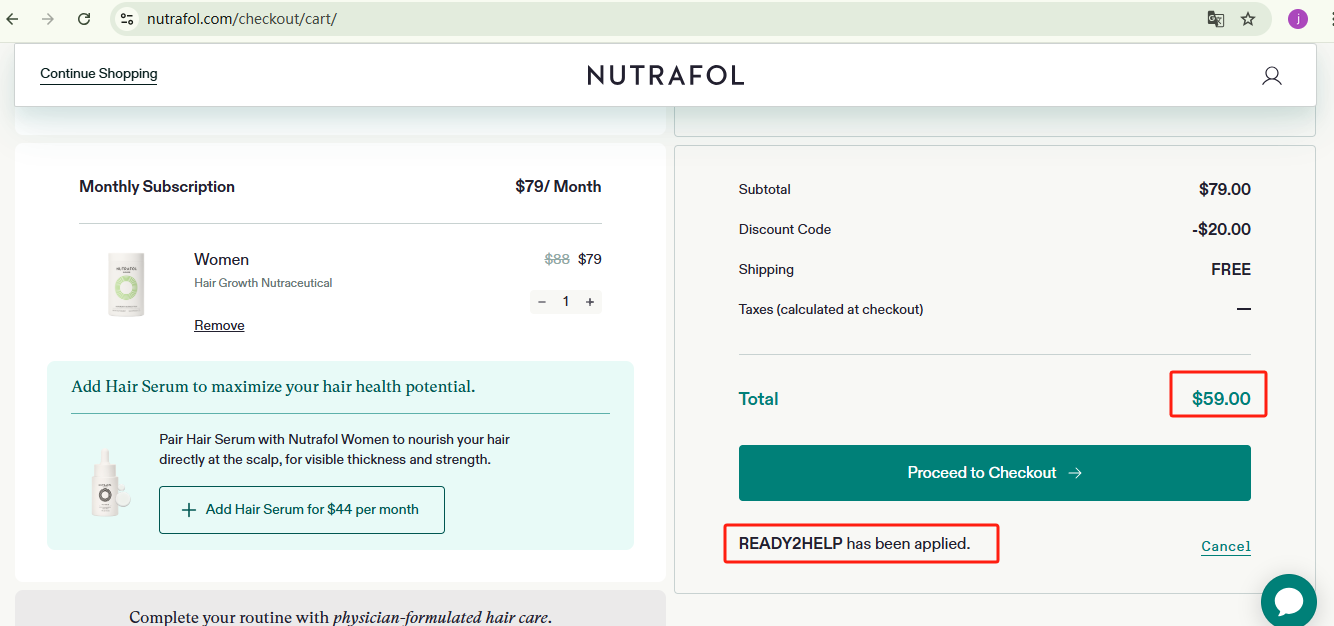 nutrafol.com/checkout/cart/
j
Continue Shopping
NUTRAFOL
Monthly Subscription
$79/ Month
Women
$88 $79
Hair Growth Nutraceutical
− 1 +
Remove
Add Hair Serum to maximize your hair health potential.
Pair Hair Serum with Nutrafol Women to nourish your hair
directly at the scalp, for visible thickness and strength.
+ Add Hair Serum for $44 per month
Complete your routine with physician-formulated hair care.
Subtotal
$79.00
Discount Code
-$20.00
Shipping
FREE
Taxes (calculated at checkout)
—
Total
$59.00
Proceed to Checkout →
READY2HELP has been applied.
Cancel